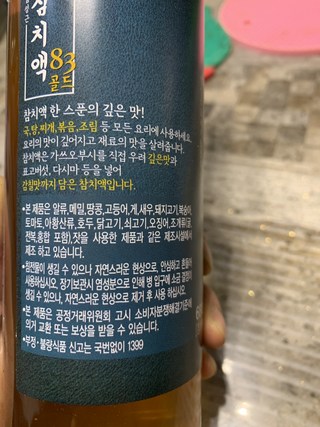 참치액
83
골드
참치액 한 스푼의 깊은 맛!
국,탕,찌개,볶음,조림 등 모든 요리에 사용하세요.
요리의 맛이 깊어지고 재료의 맛을 살려줍니다.
참치액은 가쓰오부시를 직접 우려 깊은맛과
표고버섯, 다시마 등을 넣어
감칠맛까지 담은 참치액입니다.
•본 제품은 알류,메밀,땅콩,고등어,게,새우,돼지고기,복숭아,
토마토,아황산류,호두,닭고기,쇠고기,오징어,조개류(굴,
전복,홍합 포함),잣을 사용한 제품과 같은 제조시설에서
제조 하고 있습니다.
•침전물이 생길 수 있으나 자연스러운 현상으로, 안심하고 흔들어
사용하십시오. 장기보관시 염성분으로 인해 병 입구에 소금 결정이
생길 수 있으나, 자연스러운 현상으로 제거 후 사용 하십시오.
•본 제품은 공정거래위원회 고시 소비자분쟁해결기준에
의거 교환 또는 보상을 받을 수 있습니다.
•부정·불량식품 신고는 국번없이 1399